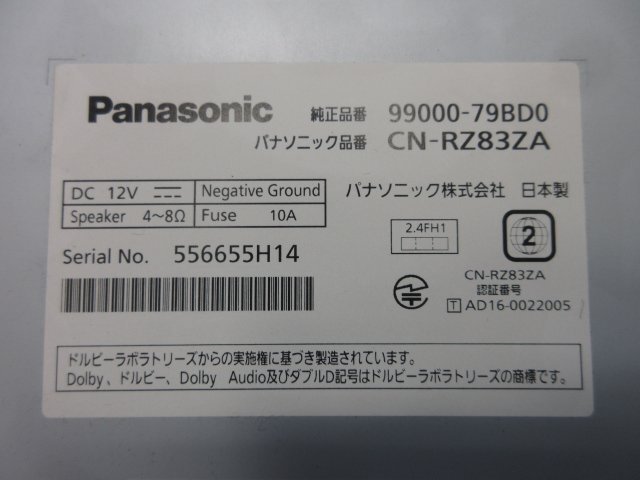 Panasonic 純正品番 99000-79BD0
パナソニック品番 CN-RZ83ZA
DC 12V Negative Ground
Speaker 4~8Ω Fuse 10A
パナソニック株式会社 日本製
2.4FH1
2
Serial No. 556655H14
CN-RZ83ZA
認証番号
T AD16-0022005
ドルビーラボラトリーズからの実施権に基づき製造されています。
Dolby、ドルビー、Dolby Audio及びダブルD記号はドルビーラボラトリーズの商標です。